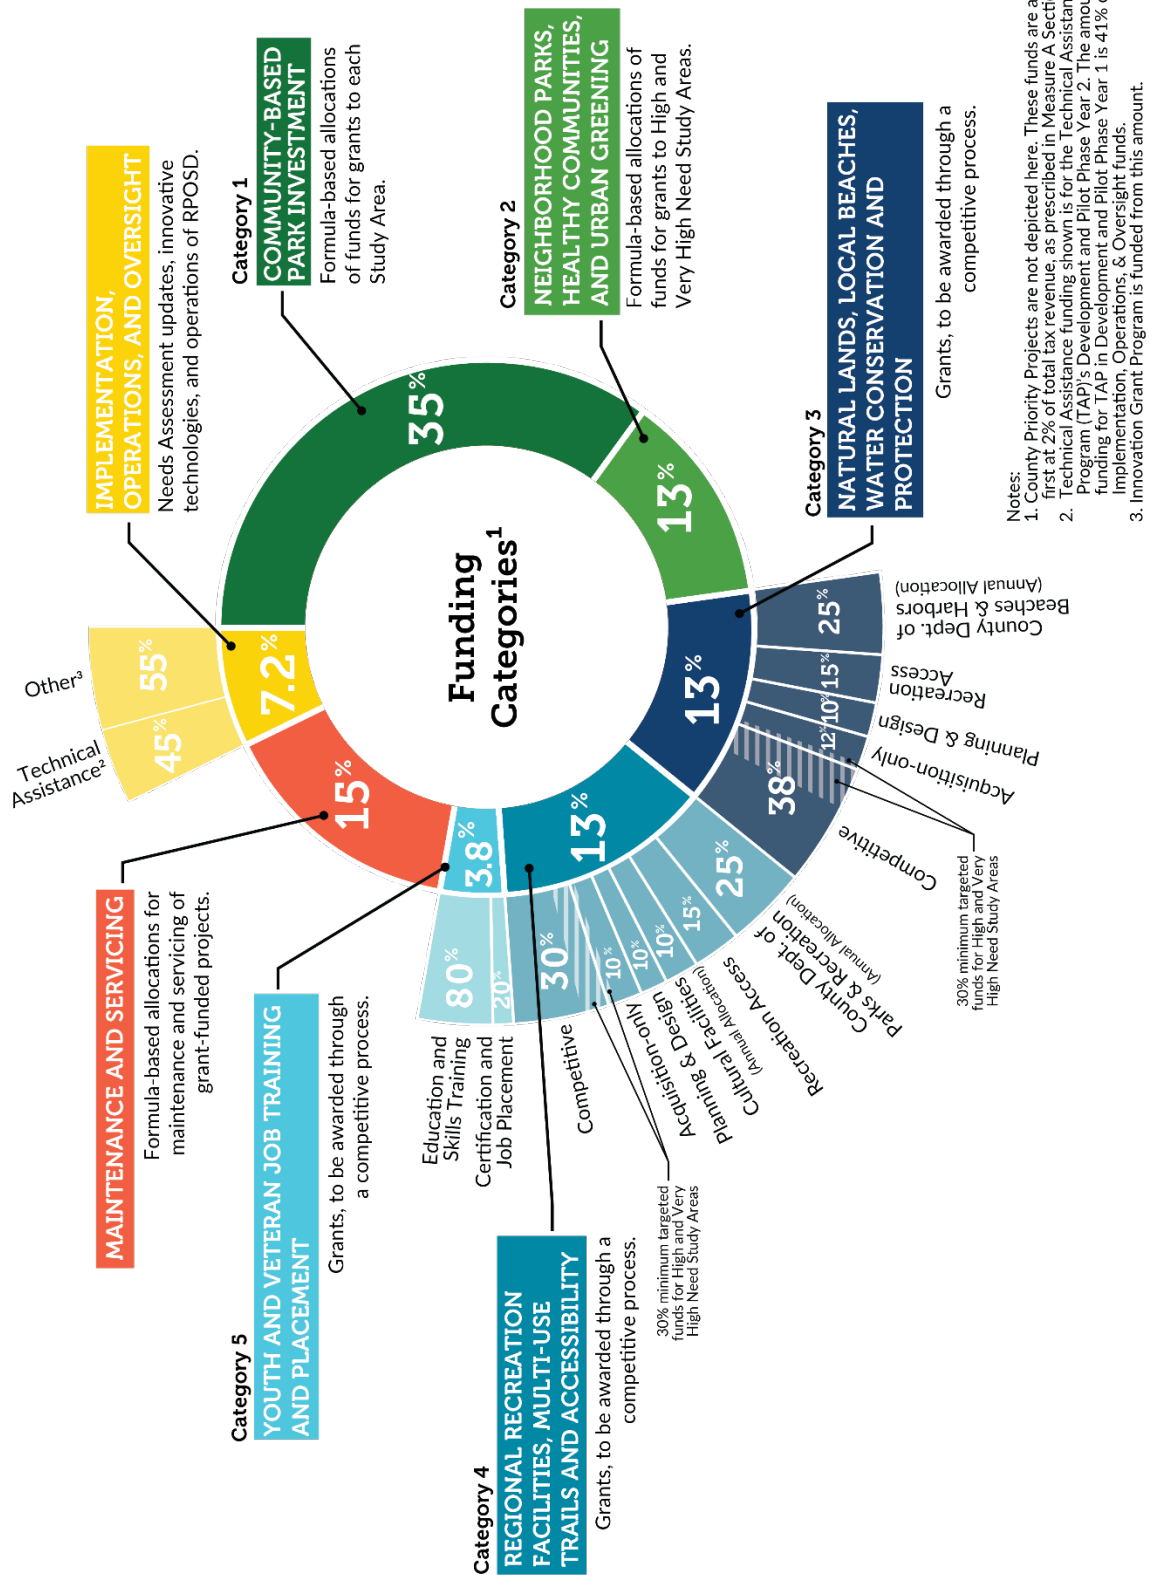 Funding
Categories¹
IMPLEMENTATION,
OPERATIONS, AND OVERSIGHT
Needs Assessment updates, innovative
technologies, and operations of RPOSD.
7.2%
Other³
55%
Technical
Assistance²
45%
Category 1
COMMUNITY-BASED
PARK INVESTMENT
Formula-based allocations
of funds for grants to each
Study Area.
35%
Category 2
NEIGHBORHOOD PARKS,
HEALTHY COMMUNITIES,
AND URBAN GREENING
Formula-based allocations of
funds for grants to High and
Very High Need Study Areas.
13%
Category 3
NATURAL LANDS, LOCAL BEACHES,
WATER CONSERVATION AND
PROTECTION
Grants, to be awarded through a
competitive process.
13%
25%
County Dept. of
Beaches & Harbors
(Annual Allocation)
15%
Recreation
Access
10%
Planning & Design
12%
Acquisition-only
38%
Competitive
30% minimum targeted
funds for High and Very
High Need Study Areas
Category 4
REGIONAL RECREATION
FACILITIES, MULTI-USE
TRAILS AND ACCESSIBILITY
Grants, to be awarded through a
competitive process.
13%
25%
County Dept. of
Parks & Recreation
(Annual Allocation)
15%
Recreation Access
10%
Cultural Facilities
(Annual Allocation)
10%
Planning & Design
10%
Acquisition-only
30%
Competitive
30% minimum targeted
funds for High and Very
High Need Study Areas
Category 5
YOUTH AND VETERAN JOB TRAINING
AND PLACEMENT
Grants, to be awarded through
a competitive process.
3.8%
20%
Certification and
Job Placement
80%
Education and
Skills Training
MAINTENANCE AND SERVICING
Formula-based allocations for
maintenance and servicing of
grant-funded projects.
15%
Notes:
1. County Priority Projects are not depicted here. These funds are
first at 2% of total tax revenue, as prescribed in Measure A
2. Technical Assistance funding shown is for the Technical
Program (TAP)'s Development and Pilot Phase Year 2. The
funding for TAP in Development and Pilot Phase Year 1 is 41%
Implementation, Operations, & Oversight funds.
3. Innovation Grant Program is funded from this amount.